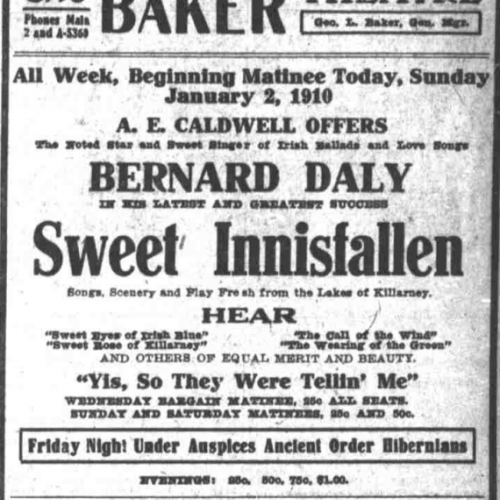 BAKER THEATRE
Phones Main
2 and A-5360
Geo. L. Baker, Gen. Mgr.
All Week, Beginning Matinee Today, Sunday
January 2, 1910
A. E. CALDWELL OFFERS
The Noted Star and Sweet Singer of Irish Ballads and Love Songs
BERNARD DALY
IN HIS LATEST AND GREATEST SUCCESS
Sweet Innisfallen
Songs, Scenery and Play Fresh from the Lakes of Killarney.
HEAR
"Sweet Eyes of Irish Blue" "The Call of the Wind"
"Sweet Rose of Killarney" "The Wearing of the Green"
AND OTHERS OF EQUAL MERIT AND BEAUTY.
"Yis, So They Were Tellin' Me"
WEDNESDAY BARGAIN MATINEE, 25c ALL SEATS.
SUNDAY AND SATURDAY MATINEES, 25c AND 50c.
Friday Night Under Auspices Ancient Order Hibernians
EVENINGS: 25c, 50c, 75c, $1.00.